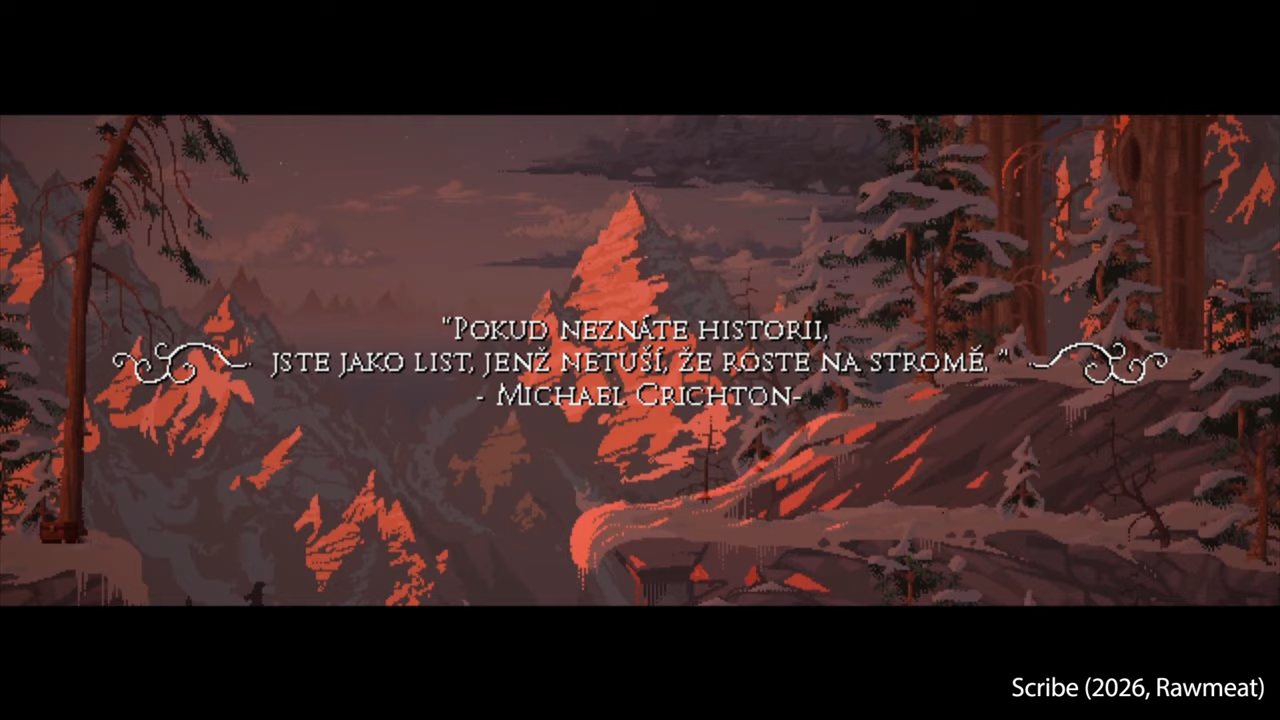 "Pokud neznáte historii,
jste jako list, jenž netuší, že roste na stromě."
- Michael Crichton-
Scribe (2026, Rawmeat)